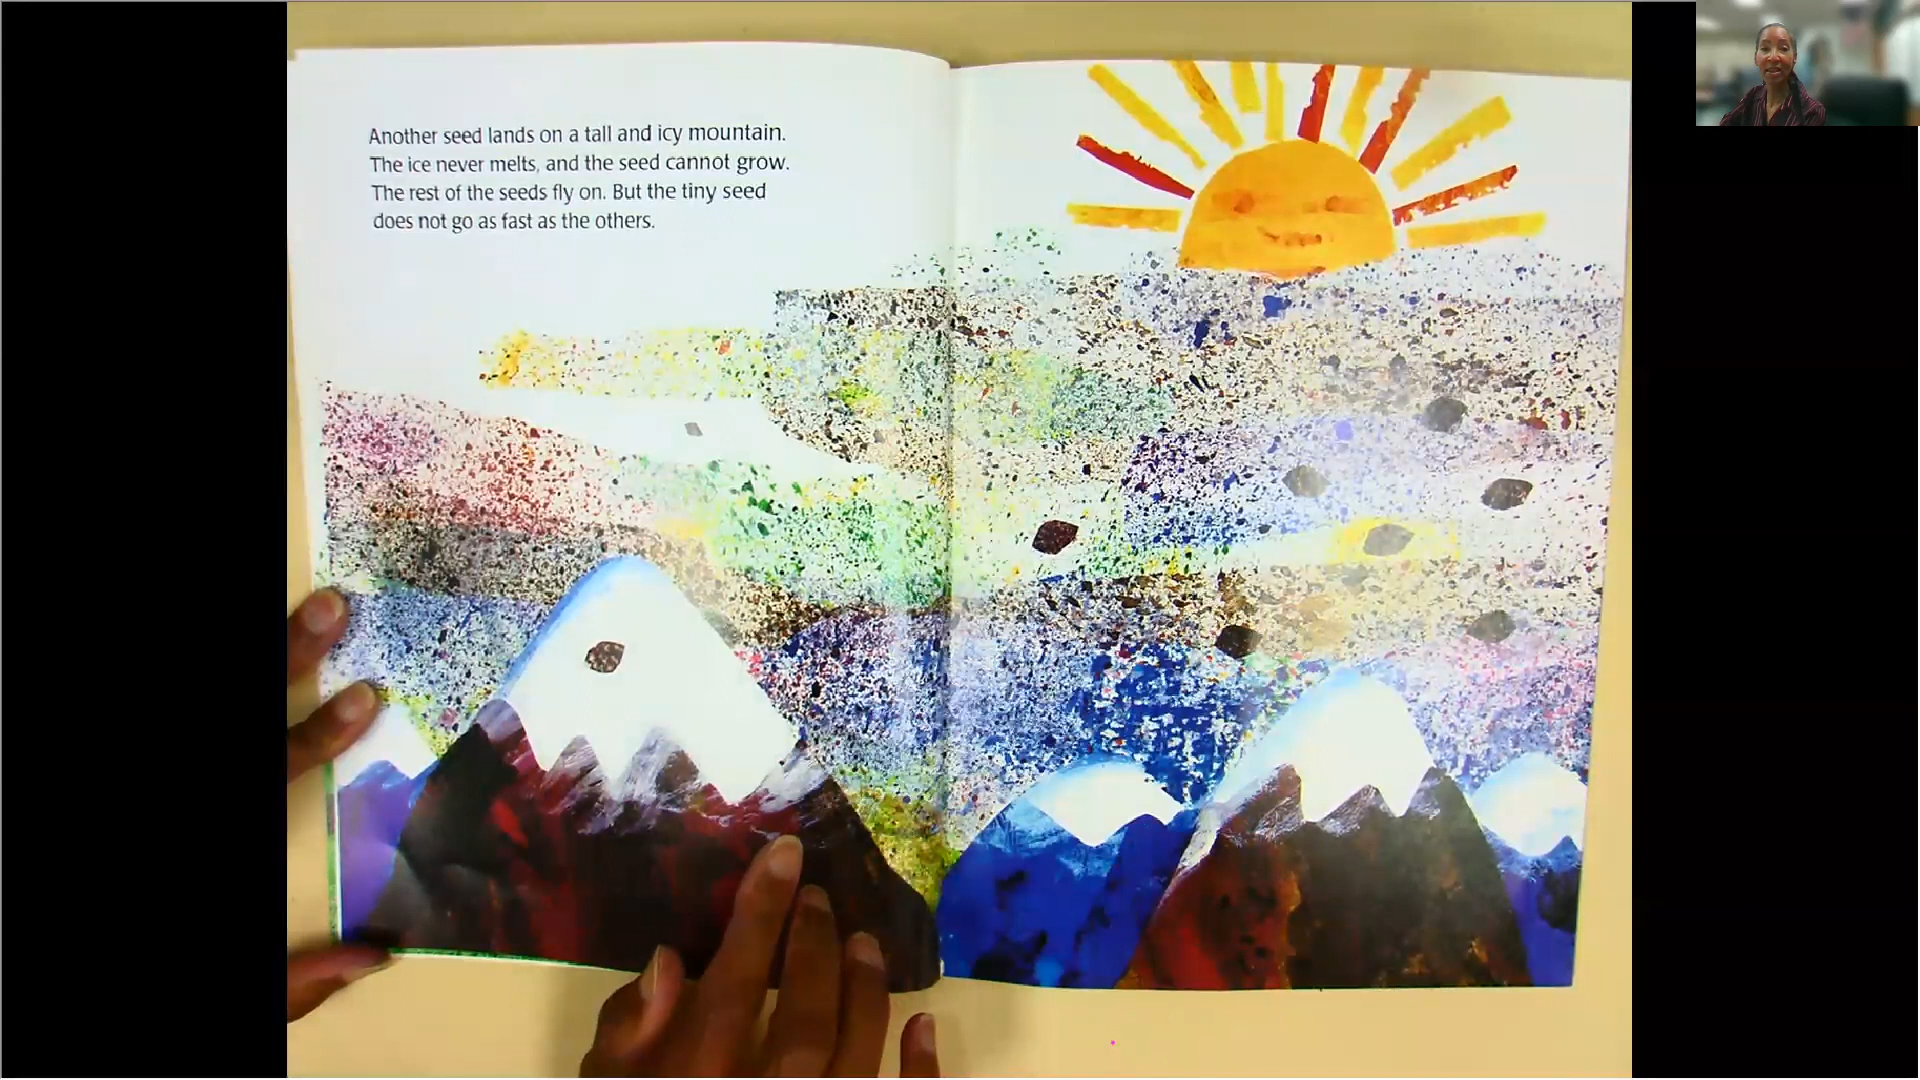 Another seed lands on a tall and icy mountain.
The ice never melts, and the seed cannot grow.
The rest of the seeds fly on. But the tiny seed
does not go as fast as the others.